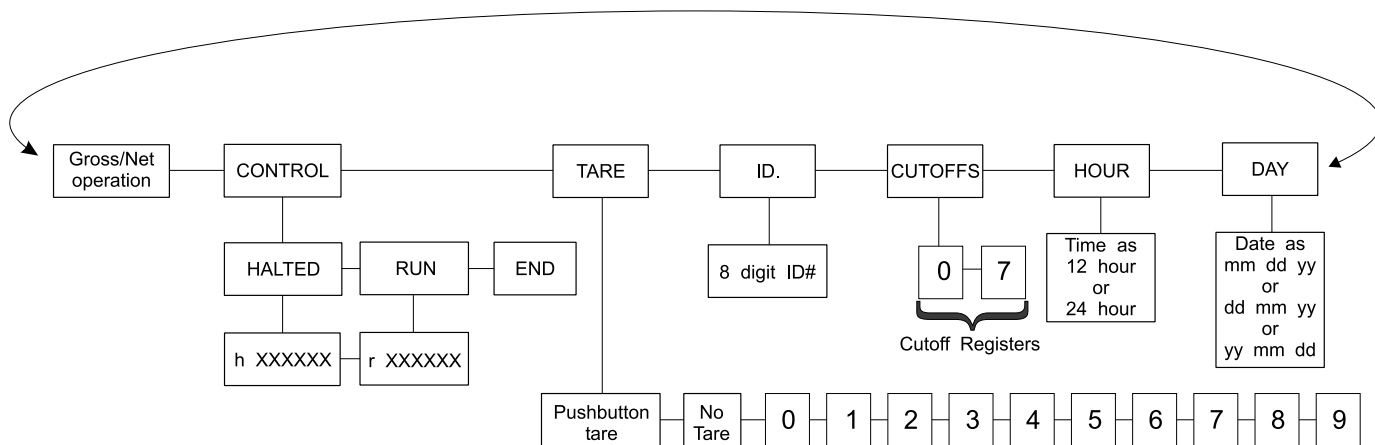 Gross/Net
operation
CONTROL
TARE
ID.
CUTOFFS
HOUR
DAY
HALTED
RUN
END
8 digit ID#
0
7
Cutoff Registers
Time as
12 hour
or
24 hour
Date as
mm dd yy
or
dd mm yy
or
yy mm dd
h XXXXXX
r XXXXXX
Pushbutton
tare
No
Tare
0
1
2
3
4
5
6
7
8
9